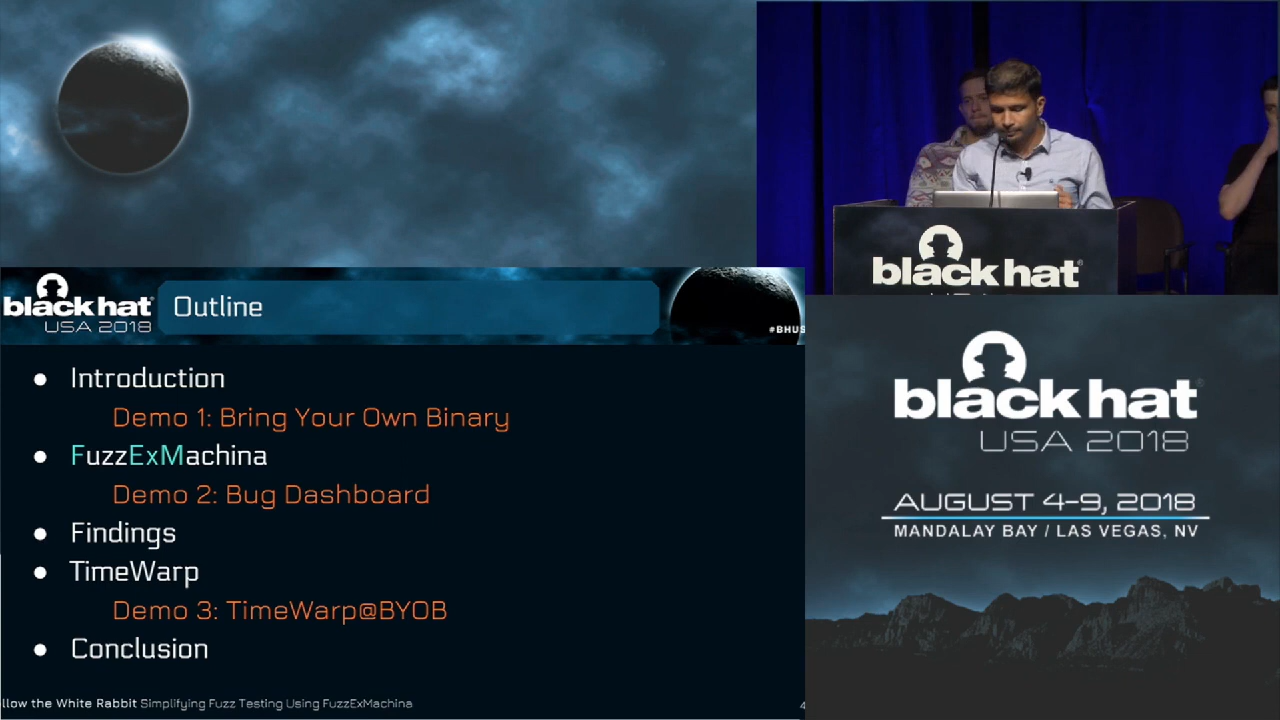 black hat
black hat
USA 2018
Outline
#BHUS
Introduction
Demo 1: Bring Your Own Binary
FuzzExMachina
Demo 2: Bug Dashboard
Findings
TimeWarp
Demo 3: TimeWarp@BYOB
Conclusion
llow the White Rabbit Simplifying Fuzz Testing Using FuzzExMachina
4
black hat
USA 2018
AUGUST 4-9, 2018
MANDALAY BAY / LAS VEGAS, NV